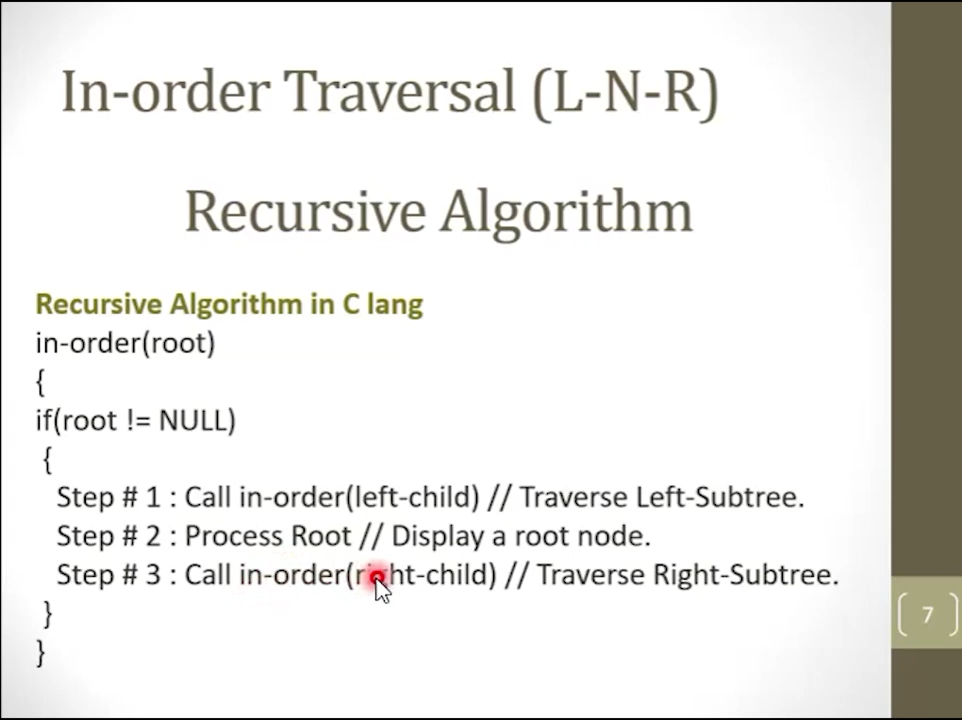 In-order Traversal (L-N-R)
Recursive Algorithm
Recursive Algorithm in C lang
in-order(root)
{
if(root != NULL)
{
Step # 1 : Call in-order(left-child) // Traverse Left-Subtree.
Step # 2 : Process Root // Display a root node.
Step # 3 : Call in-order(right-child) // Traverse Right-Subtree.
}
}
7